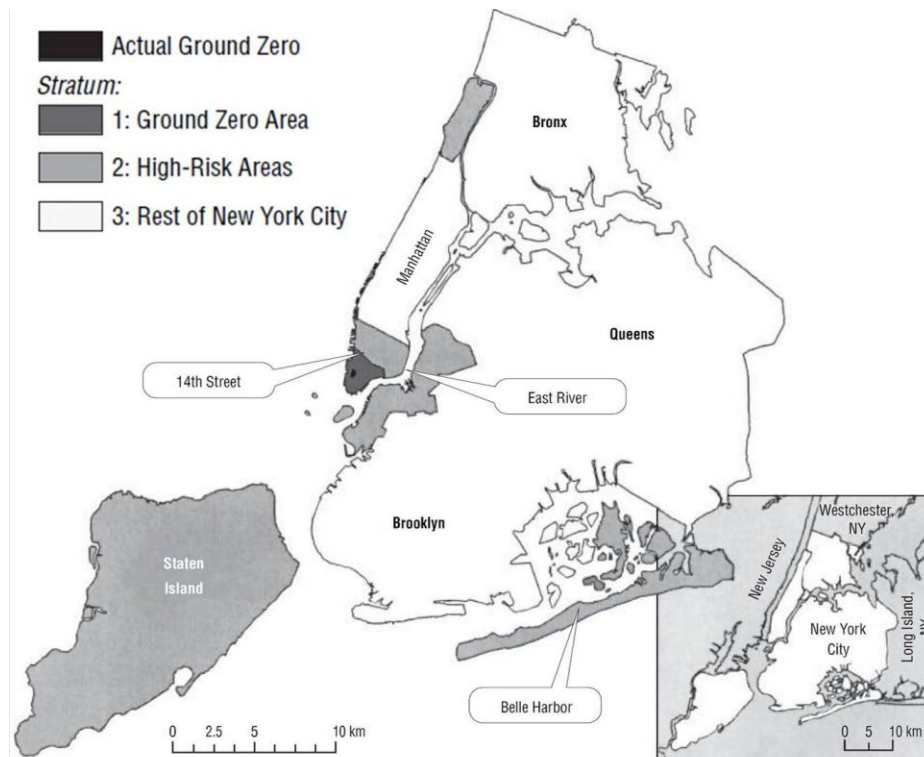 Actual Ground Zero
Stratum:
1: Ground Zero Area
2: High-Risk Areas
3: Rest of New York City
Bronx
Manhattan
Queens
14th Street
East River
Brooklyn
Staten
Island
Belle Harbor
0 2.5 5 10 km
Westchester,
NY
New Jersey
New York
City
Long Island,
NY
0 5 10 km